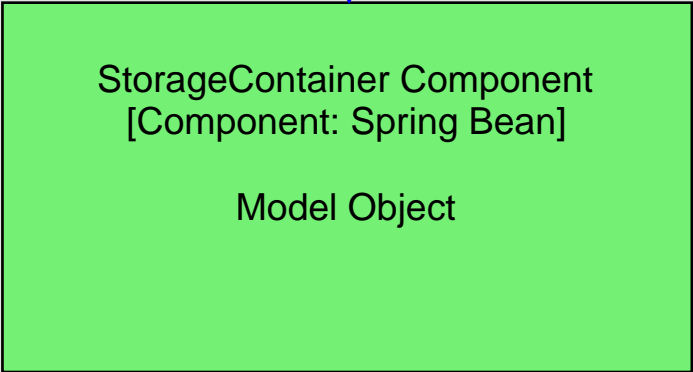 StorageContainer Component
[Component: Spring Bean]
Model Object